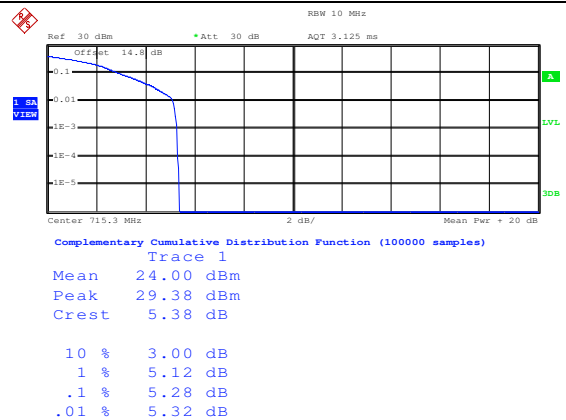 RBW 10 MHz
Ref 30 dBm *Att 30 dB AQT 3.125 ms
Offset 14.8 dB
0.1
A
1 SA
VIEW
0.01
LVL
1E-3
1E-4
1E-5
3DB
Center 715.3 MHz 2 dB/ Mean Pwr + 20 dB
Complementary Cumulative Distribution Function (100000 samples)
Trace 1
Mean 24.00 dBm
Peak 29.38 dBm
Crest 5.38 dB
10 % 3.00 dB
1 % 5.12 dB
.1 % 5.28 dB
.01 % 5.32 dB